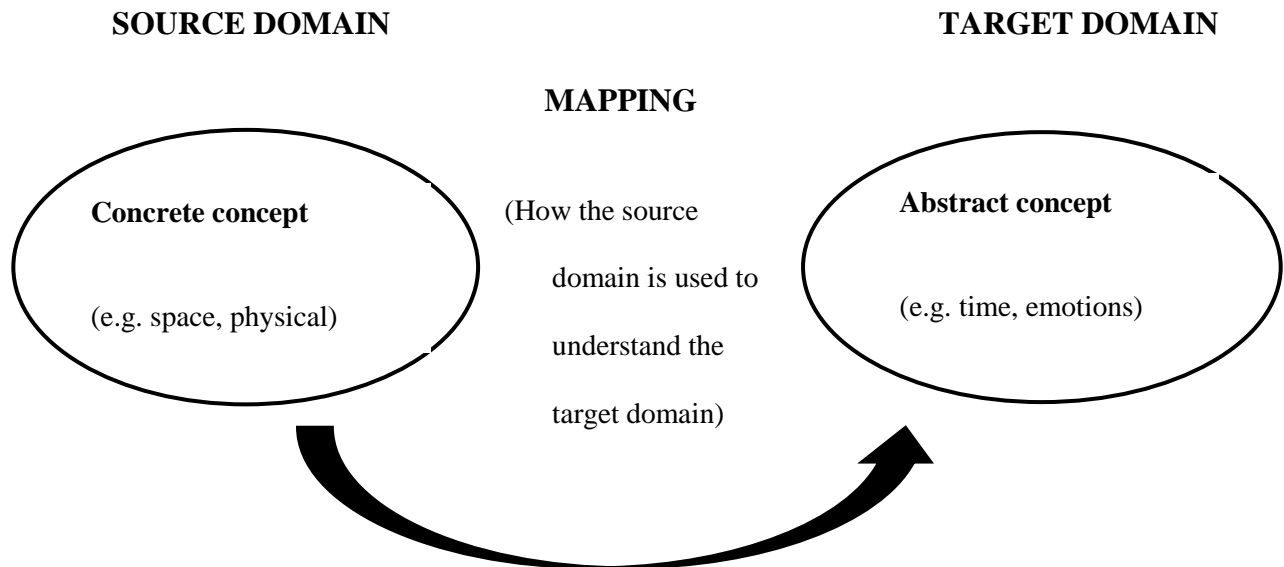 SOURCE DOMAIN
TARGET DOMAIN
MAPPING
Concrete concept
(e.g. space, physical)
(How the source
domain is used to
understand the
target domain)
Abstract concept
(e.g. time, emotions)